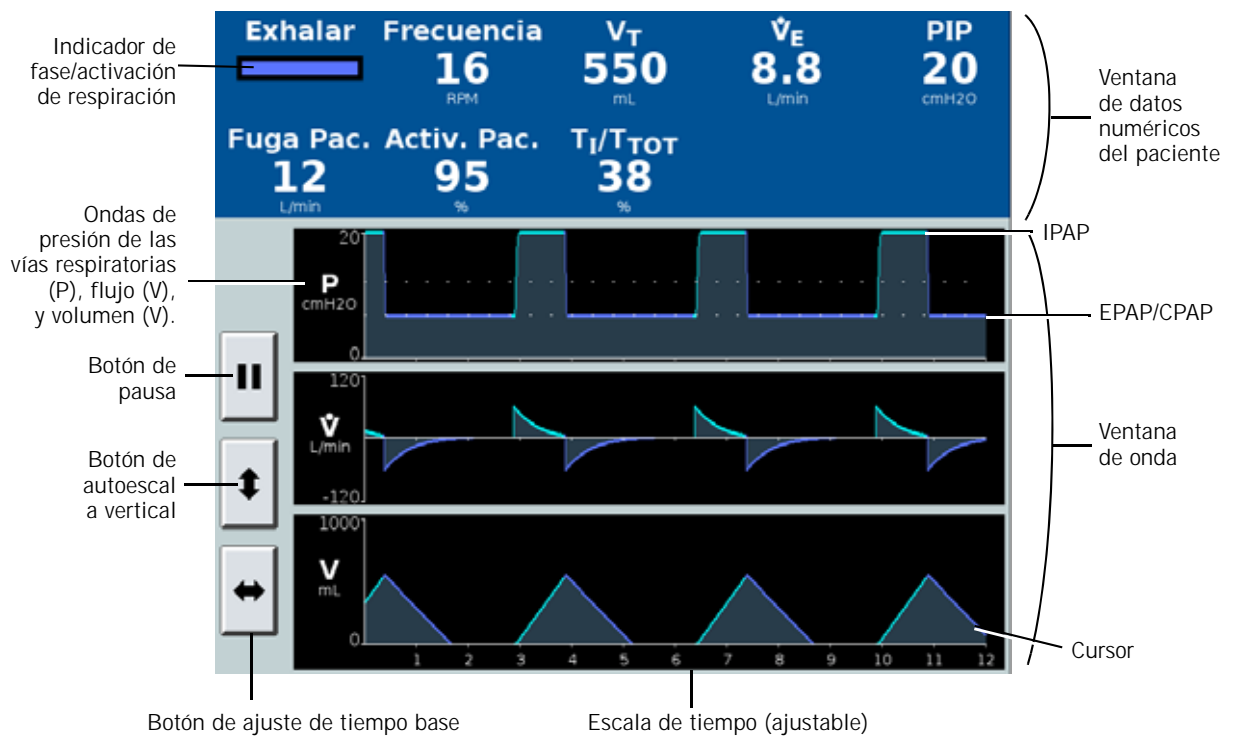 Indicador de
fase/activación
de respiración
Exhalar
Frecuencia
16
RPM
VT
550
mL
V̇E
8.8
L/min
PIP
20
cmH2O
Fuga Pac.
12
L/min
Activ. Pac.
95
%
TI/TTOT
38
%
Ventana
de datos
numéricos
del paciente
Ondas de
presión de las
vías respiratorias
(P), flujo (V),
y volumen (V).
20
P
cmH2O
0
IPAP
EPAP/CPAP
Botón de
pausa
120
V̇
L/min
-120
Ventana
de onda
Botón de
autoescal
a vertical
1000
V
mL
0
1 2 3 4 5 6 7 8 9 10 11 12
Cursor
Botón de ajuste de tiempo base
Escala de tiempo (ajustable)